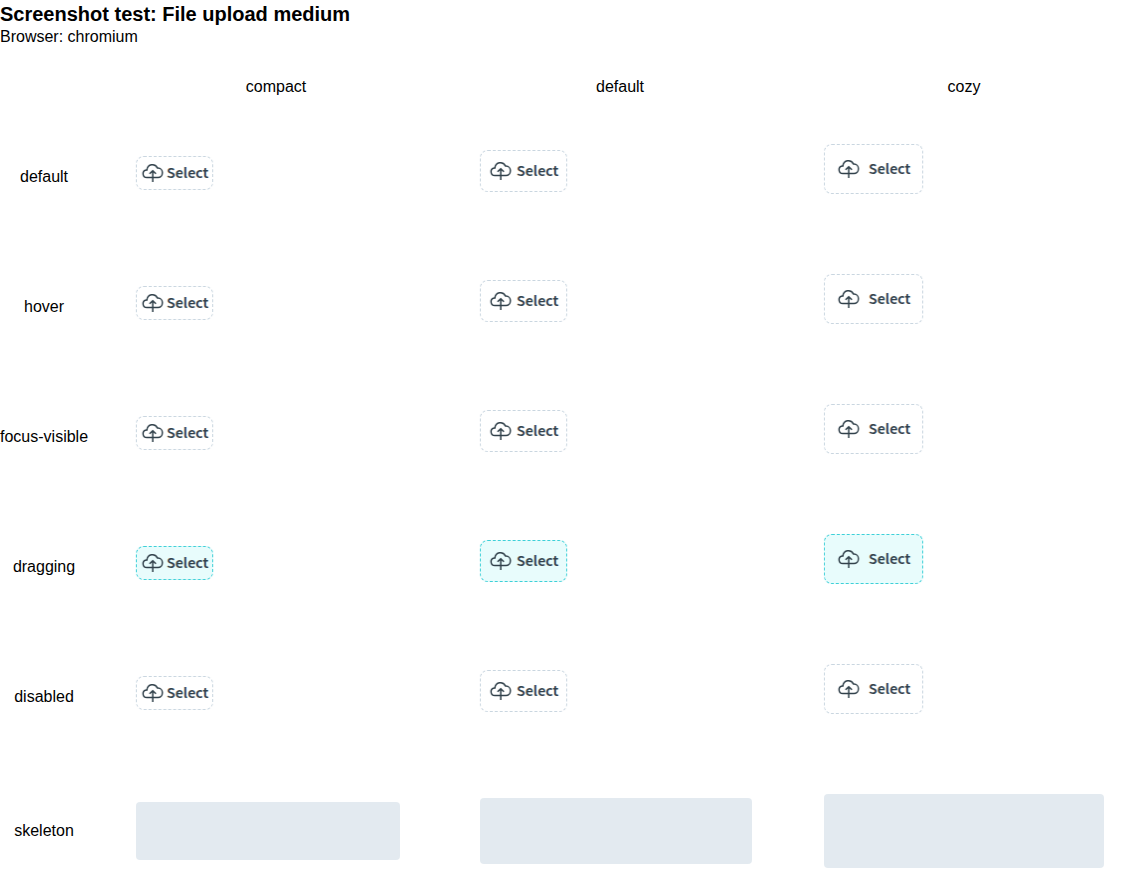 Screenshot test: File upload medium
Browser: chromium
compact default cozy
default Select Select Select
hover Select Select Select
focus-visible Select Select Select
dragging Select Select Select
disabled Select Select Select
skeleton